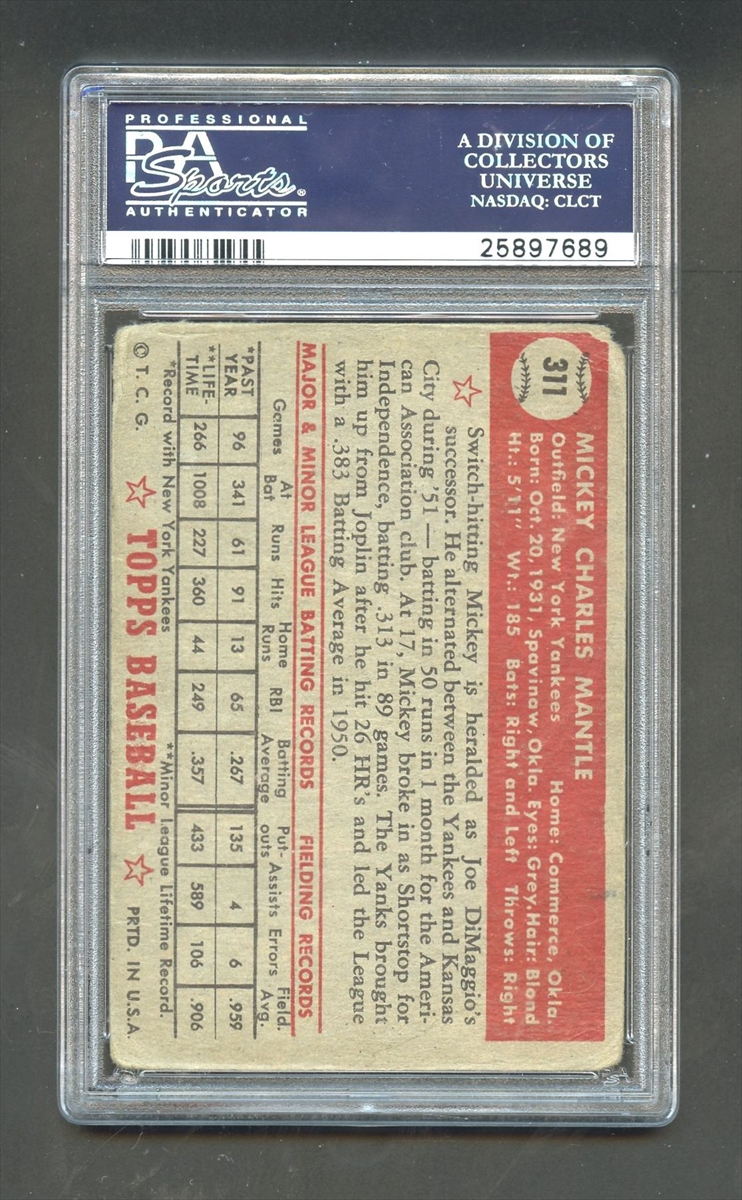 PROFESSIONAL
PSA
Sports®
AUTHENTICATOR
A DIVISION OF
COLLECTORS
UNIVERSE
NASDAQ: CLCT
25897689
311
MICKEY CHARLES MANTLE
Outfield: New York Yankees Home: Commerce, Okla.
Born: Oct. 20, 1931, Spavinaw, Okla. Eyes: Grey. Hair: Blond
Ht.: 5'11" Wt.: 185 Bats: Right and Left Throws: Right
Switch-hitting Mickey is heralded as Joe DiMaggio's
successor. He alternated between the Yankees and Kansas
City during '51 — batting in 50 runs in 1 month for the Ameri-
can Association club. At 17, Mickey broke in as Shortstop for
Independence, batting .313 in 89 games. The Yanks brought
him up from Joplin after he hit 26 HR's and led the League
with a .383 Batting Average in 1950.
MAJOR & MINOR LEAGUE BATTING RECORDS FIELDING RECORDS
Games At Bat Runs Hits Home Runs RBI Batting Average Put-outs Assists Errors Field. Avg.
*PAST YEAR 96 341 61 91 13 65 .267 135 4 6 .959
**LIFE-TIME 266 1008 227 360 44 249 .357 433 589 106 .906
*Record with New York Yankees **Minor League Lifetime Record.
© T. C. G. TOPPS BASEBALL PRTD. IN U.S.A.